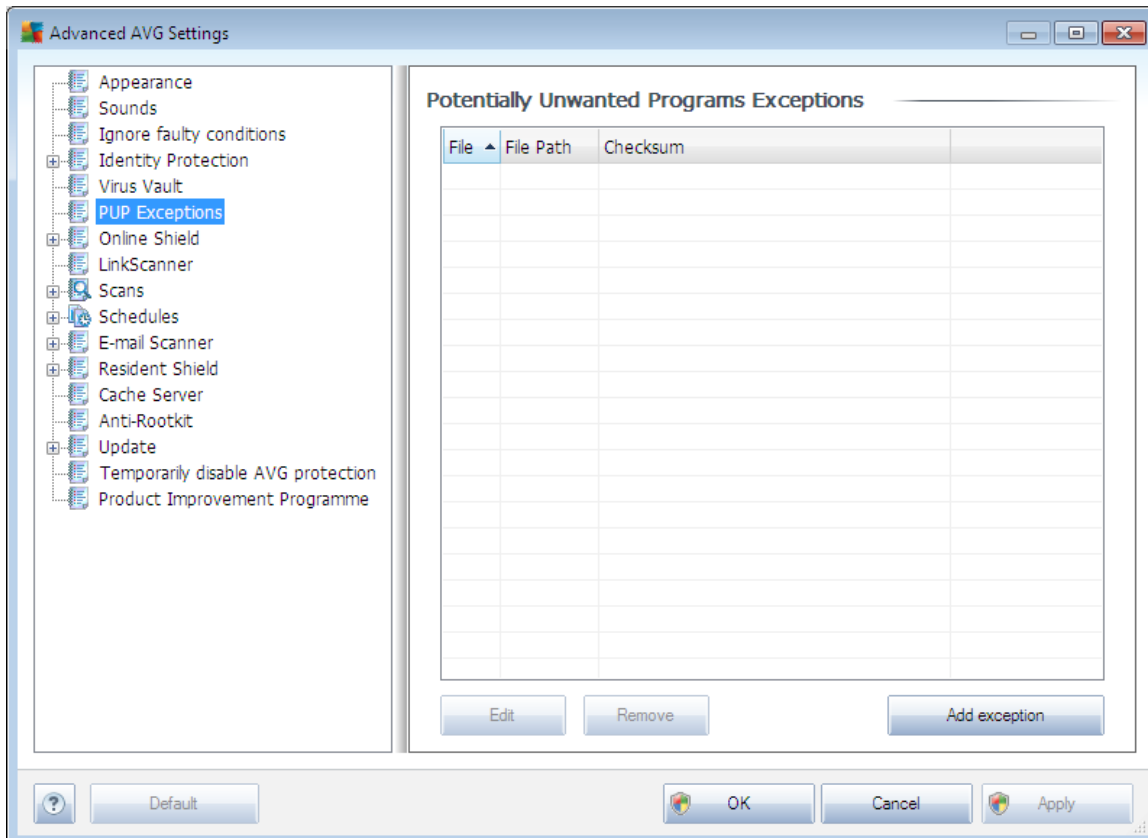 Advanced AVG Settings
Appearance
Sounds
Ignore faulty conditions
Identity Protection
Virus Vault
PUP Exceptions
Online Shield
LinkScanner
Scans
Schedules
E-mail Scanner
Resident Shield
Cache Server
Anti-Rootkit
Update
Temporarily disable AVG protection
Product Improvement Programme
Potentially Unwanted Programs Exceptions
File File Path Checksum
Edit Remove Add exception
? Default OK Cancel Apply